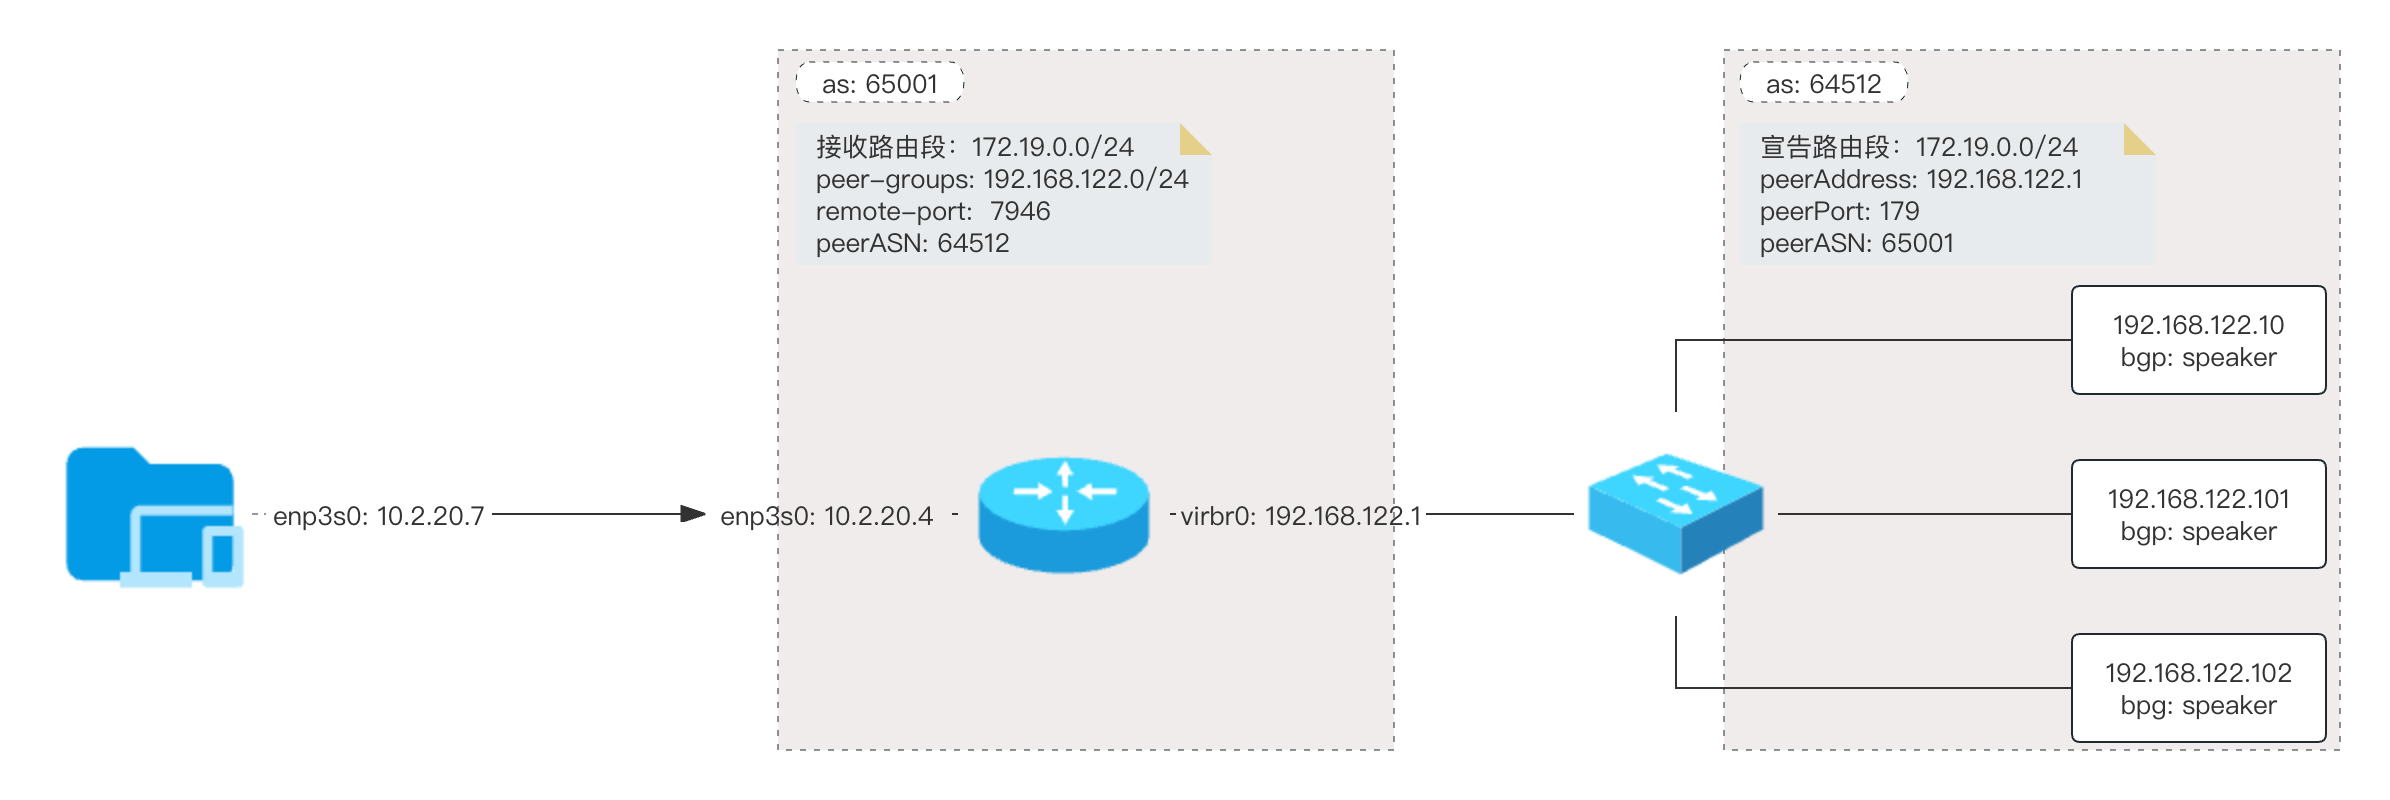 as: 65001
接收路由段：172.19.0.0/24
peer-groups: 192.168.122.0/24
remote-port:  7946
peerASN: 64512
as: 64512
宣告路由段：172.19.0.0/24
peerAddress: 192.168.122.1
peerPort: 179
peerASN: 65001
192.168.122.10
bgp: speaker
enp3s0: 10.2.20.7
enp3s0: 10.2.20.4
virbr0: 192.168.122.1
192.168.122.101
bgp: speaker
192.168.122.102
bpg: speaker